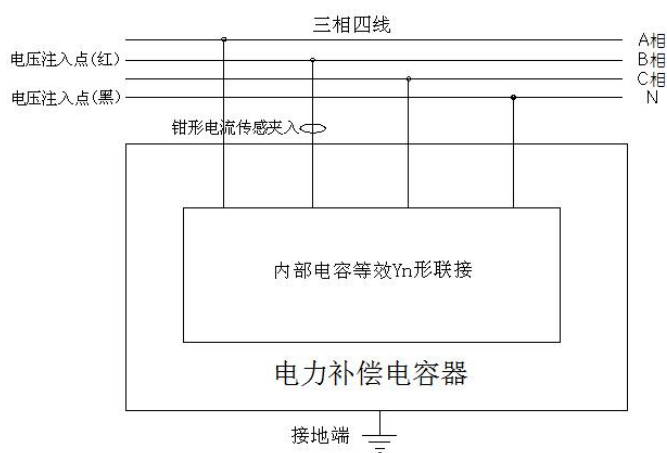 三相四线
A相
电压注入点(红)
B相
C相
电压注入点(黑)
N
钳形电流传感夹入
内部电容等效Yn形联接
电力补偿电容器
接地端